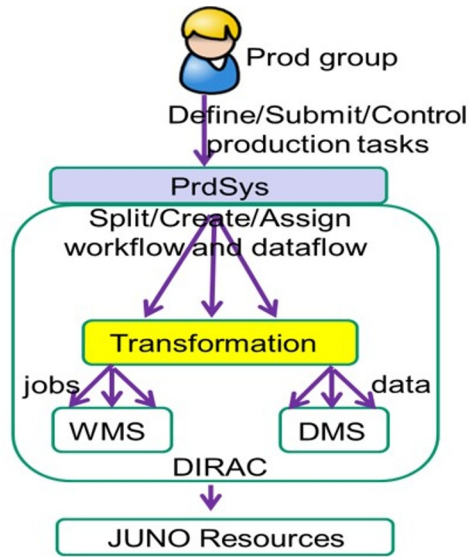 Prod group
Define/Submit/Control
production tasks
PrdSys
Split/Create/Assign
workflow and dataflow
Transformation
jobs
data
WMS
DMS
DIRAC
JUNO Resources